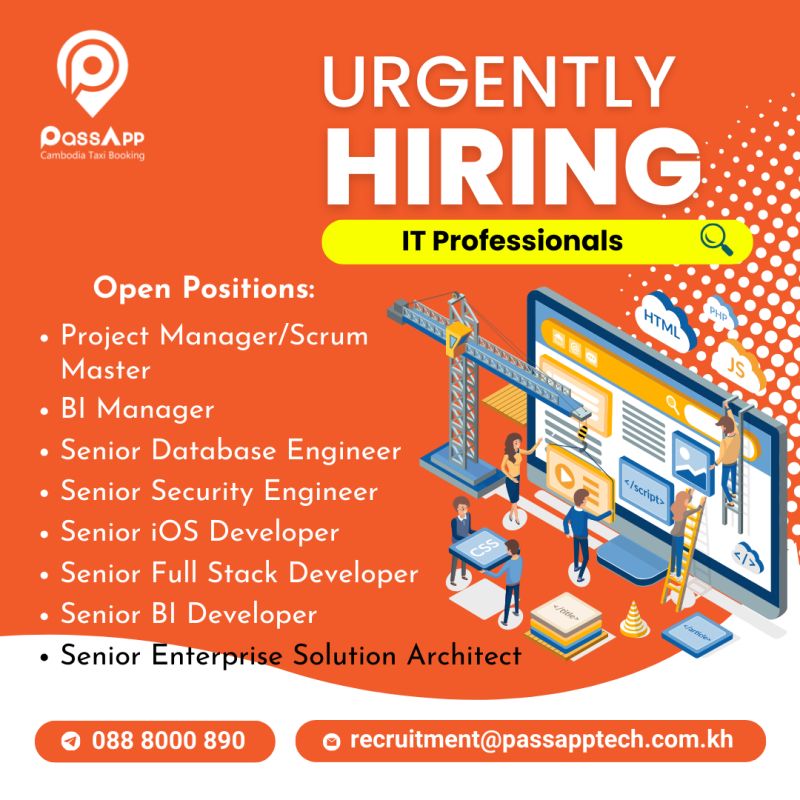 PassApp
Cambodia Taxi Booking
URGENTLY
HIRING
IT Professionals
Open Positions:
• Project Manager/Scrum
Master
• BI Manager
• Senior Database Engineer
• Senior Security Engineer
• Senior iOS Developer
• Senior Full Stack Developer
• Senior BI Developer
• Senior Enterprise Solution Architect
HTML
PHP
JS
</script>
CSS
</>
</title>
</article>
088 8000 890
recruitment@passapptech.com.kh